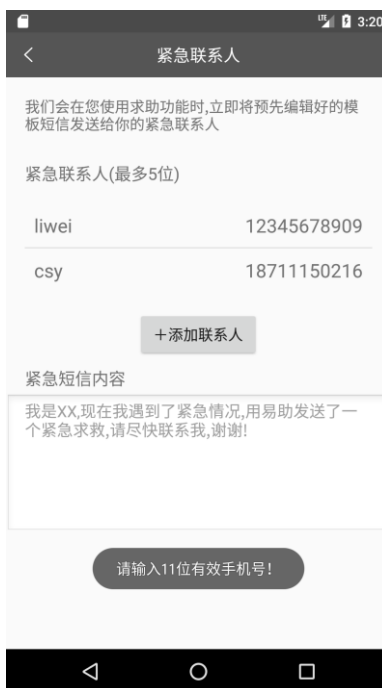 LTE 3:20
紧急联系人
我们会在您使用求助功能时,立即将预先编辑好的模
板短信发送给你的紧急联系人
紧急联系人(最多5位)
liwei 12345678909
csy 18711150216
+添加联系人
紧急短信内容
我是XX,现在我遇到了紧急情况,用易助发送了一
个紧急求救,请尽快联系我,谢谢!
请输入11位有效手机号!